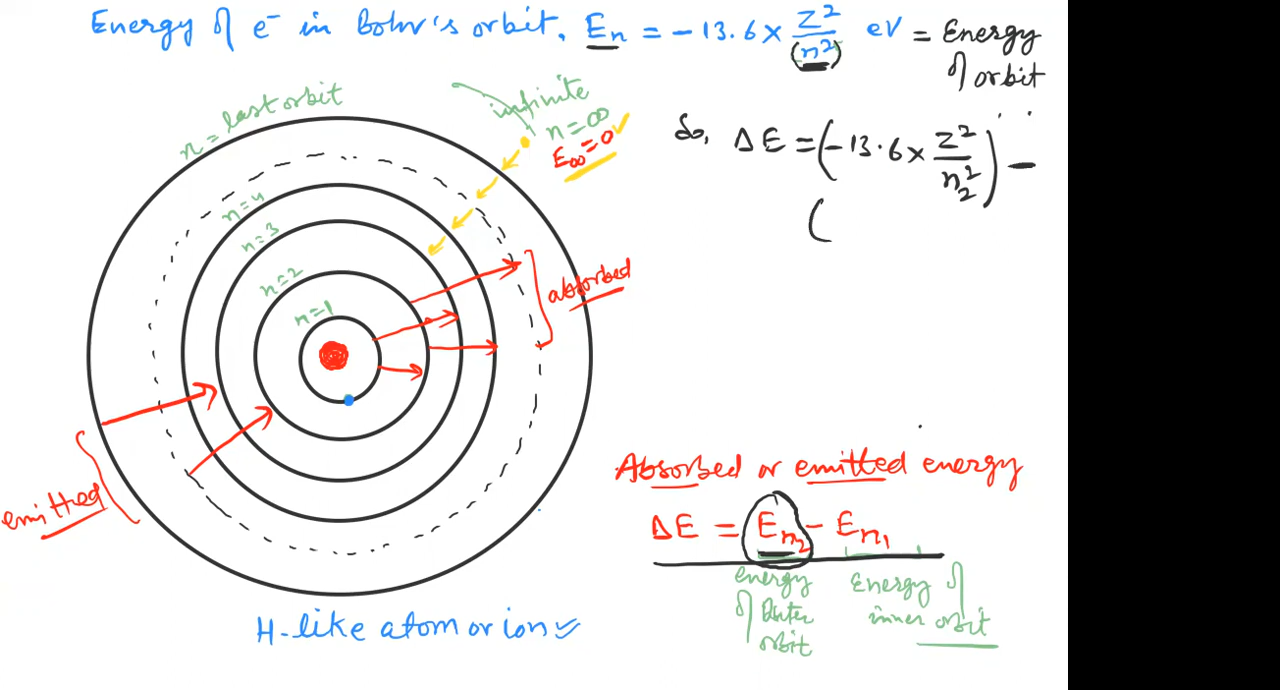 Energy of e⁻ in Bohr's orbit, En = -13.6 × Z²/(n²) eV = Energy of orbit
n = last orbit
infinite
n = ∞
E∞ = 0 ✓
So, ΔE = (-13.6 × Z²/n₂²) -
(
n=4
n=3
n=2
n=1
absorbed
emitted
Absorbed or emitted energy
ΔE = En₂ - En₁
energy of outer orbit
Energy of inner orbit
H-like atom or ion ✓